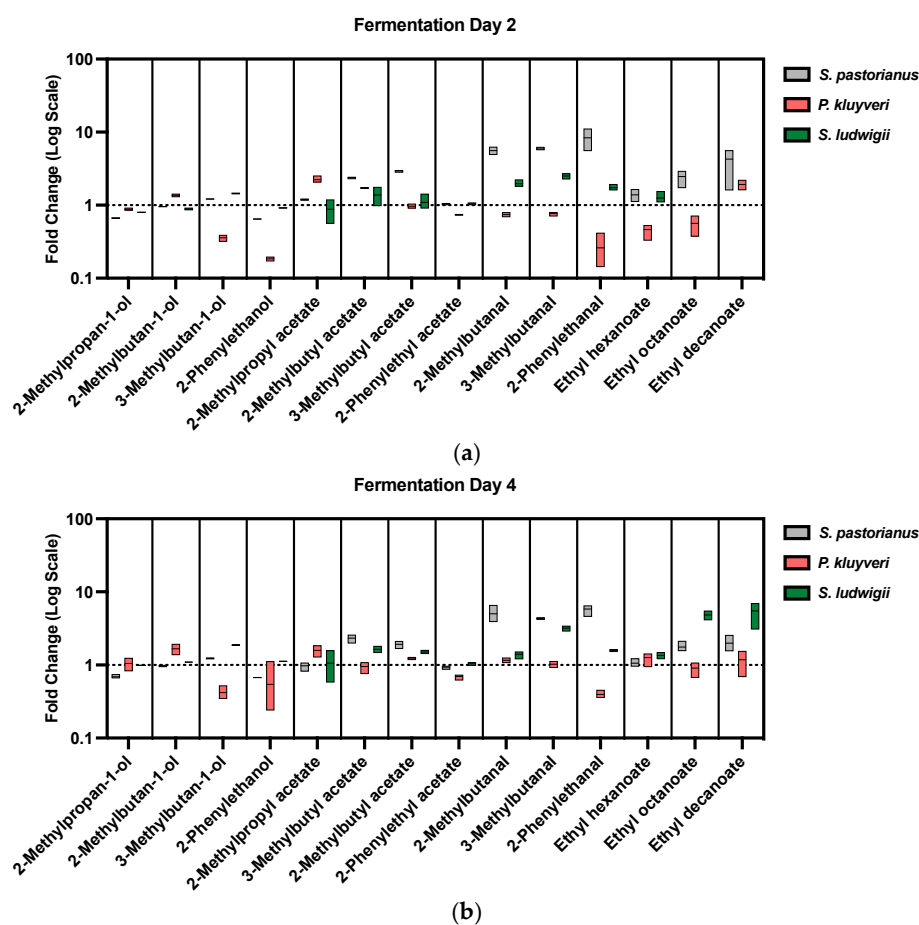 Fermentation Day 2
Fold Change (Log Scale)
100
10
1
0.1
S. pastorianus
P. kluyveri
S. ludwigii
2-Methylpropan-1-ol
2-Methylbutan-1-ol
3-Methylbutan-1-ol
2-Phenylethanol
2-Methylpropyl acetate
2-Methylbutyl acetate
3-Methylbutyl acetate
2-Phenylethyl acetate
2-Methylbutanal
3-Methylbutanal
2-Phenylethanal
Ethyl hexanoate
Ethyl octanoate
Ethyl decanoate
(a)
Fermentation Day 4
Fold Change (Log Scale)
100
10
1
0.1
S. pastorianus
P. kluyveri
S. ludwigii
2-Methylpropan-1-ol
2-Methylbutan-1-ol
3-Methylbutan-1-ol
2-Phenylethanol
2-Methylpropyl acetate
3-Methylbutyl acetate
2-Methylbutyl acetate
2-Phenylethyl acetate
2-Methylbutanal
3-Methylbutanal
2-Phenylethanal
Ethyl hexanoate
Ethyl octanoate
Ethyl decanoate
(b)